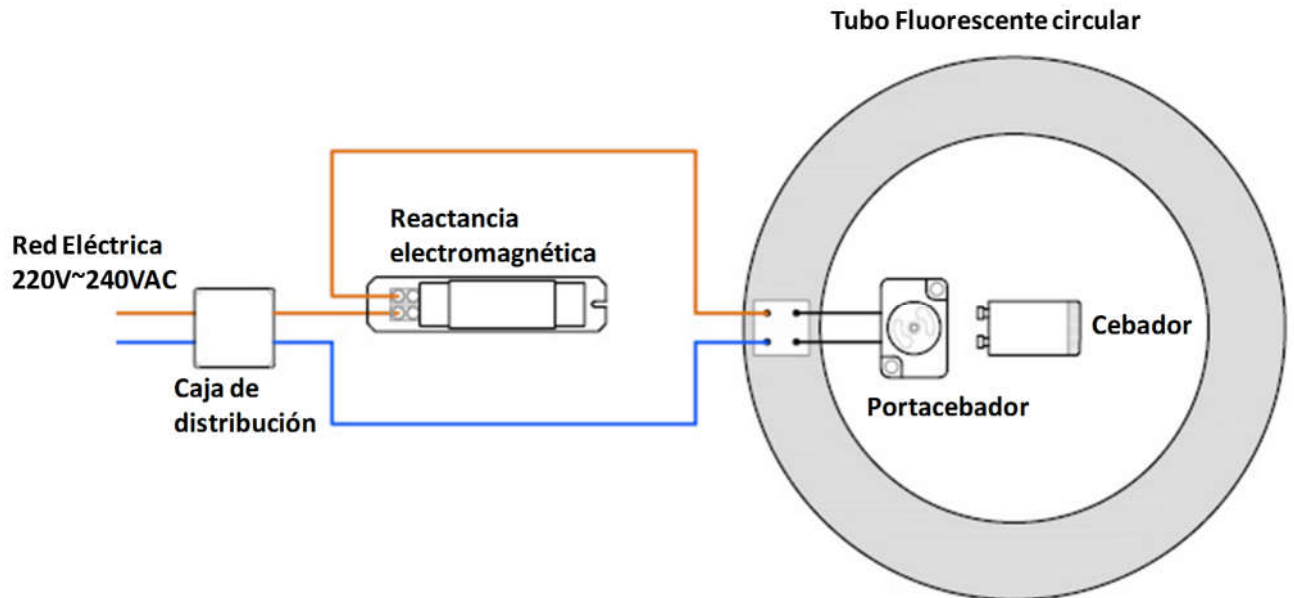 Tubo Fluorescente circular
Reactancia
electromagnética
Red Eléctrica
220V~240VAC
Cebador
Caja de
distribución
Portacebador